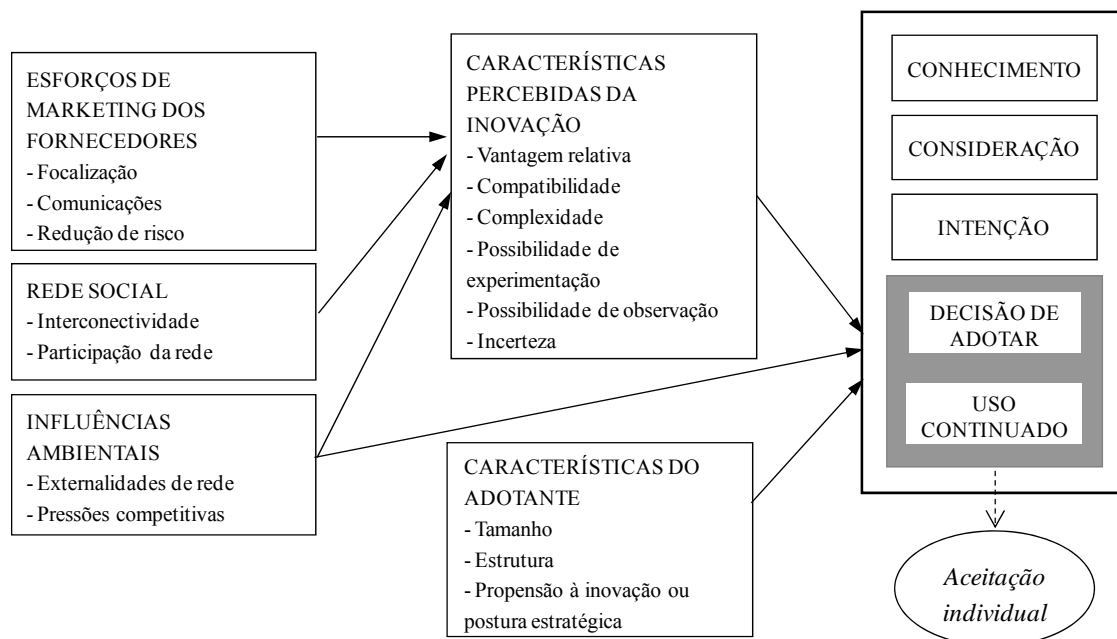 ESFORÇOS DE
MARKETING DOS
FORNECEDORES
- Focalização
- Comunicações
- Redução de risco
REDE SOCIAL
- Interconectividade
- Participação da rede
INFLUÊNCIAS
AMBIENTAIS
- Externalidades de rede
- Pressões competitivas
CARACTERÍSTICAS
PERCEBIDAS DA
INOVAÇÃO
- Vantagem relativa
- Compatibilidade
- Complexidade
- Possibilidade de
experimentação
- Possibilidade de observação
- Incerteza
CARACTERÍSTICAS DO
ADOTANTE
- Tamanho
- Estrutura
- Propensão à inovação ou
postura estratégica
CONHECIMENTO
CONSIDERAÇÃO
INTENÇÃO
DECISÃO DE
ADOTAR
USO
CONTINUADO
Aceitação
individual